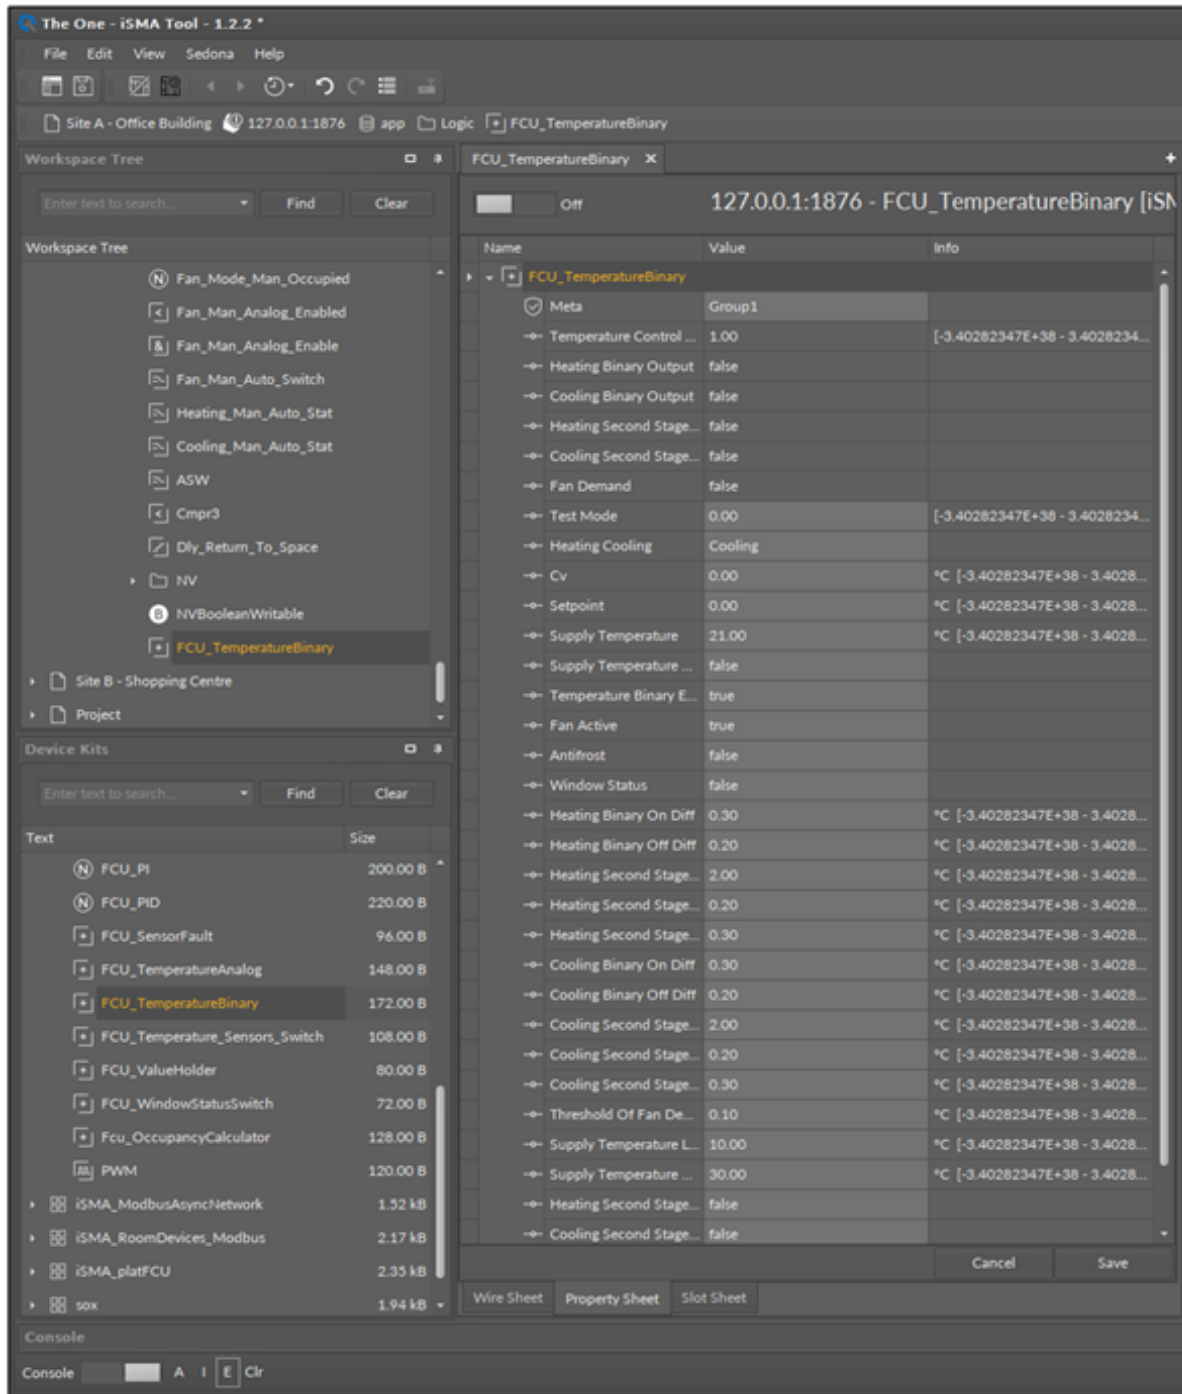 The One - iSMA Tool - 1.2.2 *
File Edit View Sedona Help
Site A - Office Building 127.0.0.1:1876 app Logic FCU_TemperatureBinary
Workspace Tree
Enter text to search... Find Clear
Workspace Tree
Fan_Mode_Man_Occupied
Fan_Man_Analog_Enabled
Fan_Man_Analog_Enable
Fan_Man_Auto_Switch
Heating_Man_Auto_Stat
Cooling_Man_Auto_Stat
ASW
Cmpr3
Dly_Return_To_Space
NV
NVBooleanWritable
FCU_TemperatureBinary
Site B - Shopping Centre
Project
Device Kits
Enter text to search... Find Clear
Text Size
FCU_PI 200.00 B
FCU_PID 220.00 B
FCU_SensorFault 96.00 B
FCU_TemperatureAnalog 148.00 B
FCU_TemperatureBinary 172.00 B
FCU_Temperature_Sensors_Switch 108.00 B
FCU_ValueHolder 80.00 B
FCU_WindowStatusSwitch 72.00 B
Fcu_OccupancyCalculator 128.00 B
PWM 120.00 B
iSMA_ModbusAsyncNetwork 1.52 kB
iSMA_RoomDevices_Modbus 2.17 kB
iSMA_platFCU 2.35 kB
sox 1.94 kB
FCU_TemperatureBinary
Off 127.0.0.1:1876 - FCU_TemperatureBinary [iSM
Name Value Info
FCU_TemperatureBinary
Meta Group1
Temperature Control ... 1.00 [-3.40282347E+38 - 3.4028234...
Heating Binary Output false
Cooling Binary Output false
Heating Second Stage... false
Cooling Second Stage... false
Fan Demand false
Test Mode 0.00 [-3.40282347E+38 - 3.4028234...
Heating Cooling Cooling
Cv 0.00 °C [-3.40282347E+38 - 3.4028...
Setpoint 0.00 °C [-3.40282347E+38 - 3.4028...
Supply Temperature 21.00 °C [-3.40282347E+38 - 3.4028...
Supply Temperature ... false
Temperature Binary E... true
Fan Active true
Antifrost false
Window Status false
Heating Binary On Diff 0.30 °C [-3.40282347E+38 - 3.4028...
Heating Binary Off Diff 0.20 °C [-3.40282347E+38 - 3.4028...
Heating Second Stage... 2.00 °C [-3.40282347E+38 - 3.4028...
Heating Second Stage... 0.20 °C [-3.40282347E+38 - 3.4028...
Heating Second Stage... 0.30 °C [-3.40282347E+38 - 3.4028...
Cooling Binary On Diff 0.30 °C [-3.40282347E+38 - 3.4028...
Cooling Binary Off Diff 0.20 °C [-3.40282347E+38 - 3.4028...
Cooling Second Stage... 2.00 °C [-3.40282347E+38 - 3.4028...
Cooling Second Stage... 0.20 °C [-3.40282347E+38 - 3.4028...
Cooling Second Stage... 0.30 °C [-3.40282347E+38 - 3.4028...
Threshold Of Fan De... 0.10 °C [-3.40282347E+38 - 3.4028...
Supply Temperature L... 10.00 °C [-3.40282347E+38 - 3.4028...
Supply Temperature ... 30.00 °C [-3.40282347E+38 - 3.4028...
Heating Second Stage... false
Cooling Second Stage... false
Cancel Save
Wire Sheet Property Sheet Slot Sheet
Console
Console A I E Clr